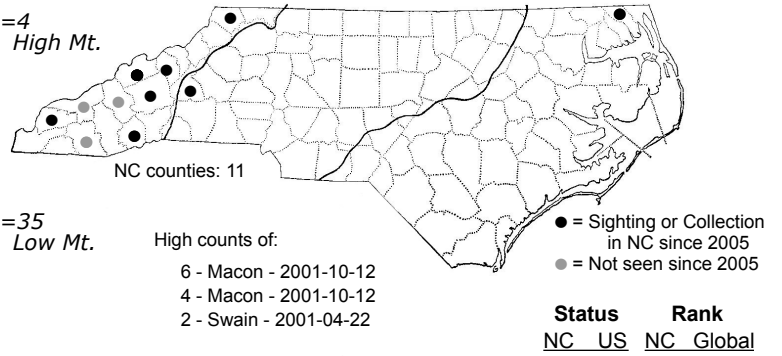 =4
High Mt.
NC counties: 11
=35
Low Mt.
High counts of:
6 - Macon - 2001-10-12
4 - Macon - 2001-10-12
2 - Swain - 2001-04-22
= Sighting or Collection
in NC since 2005
= Not seen since 2005
Status Rank
NC US NC Global